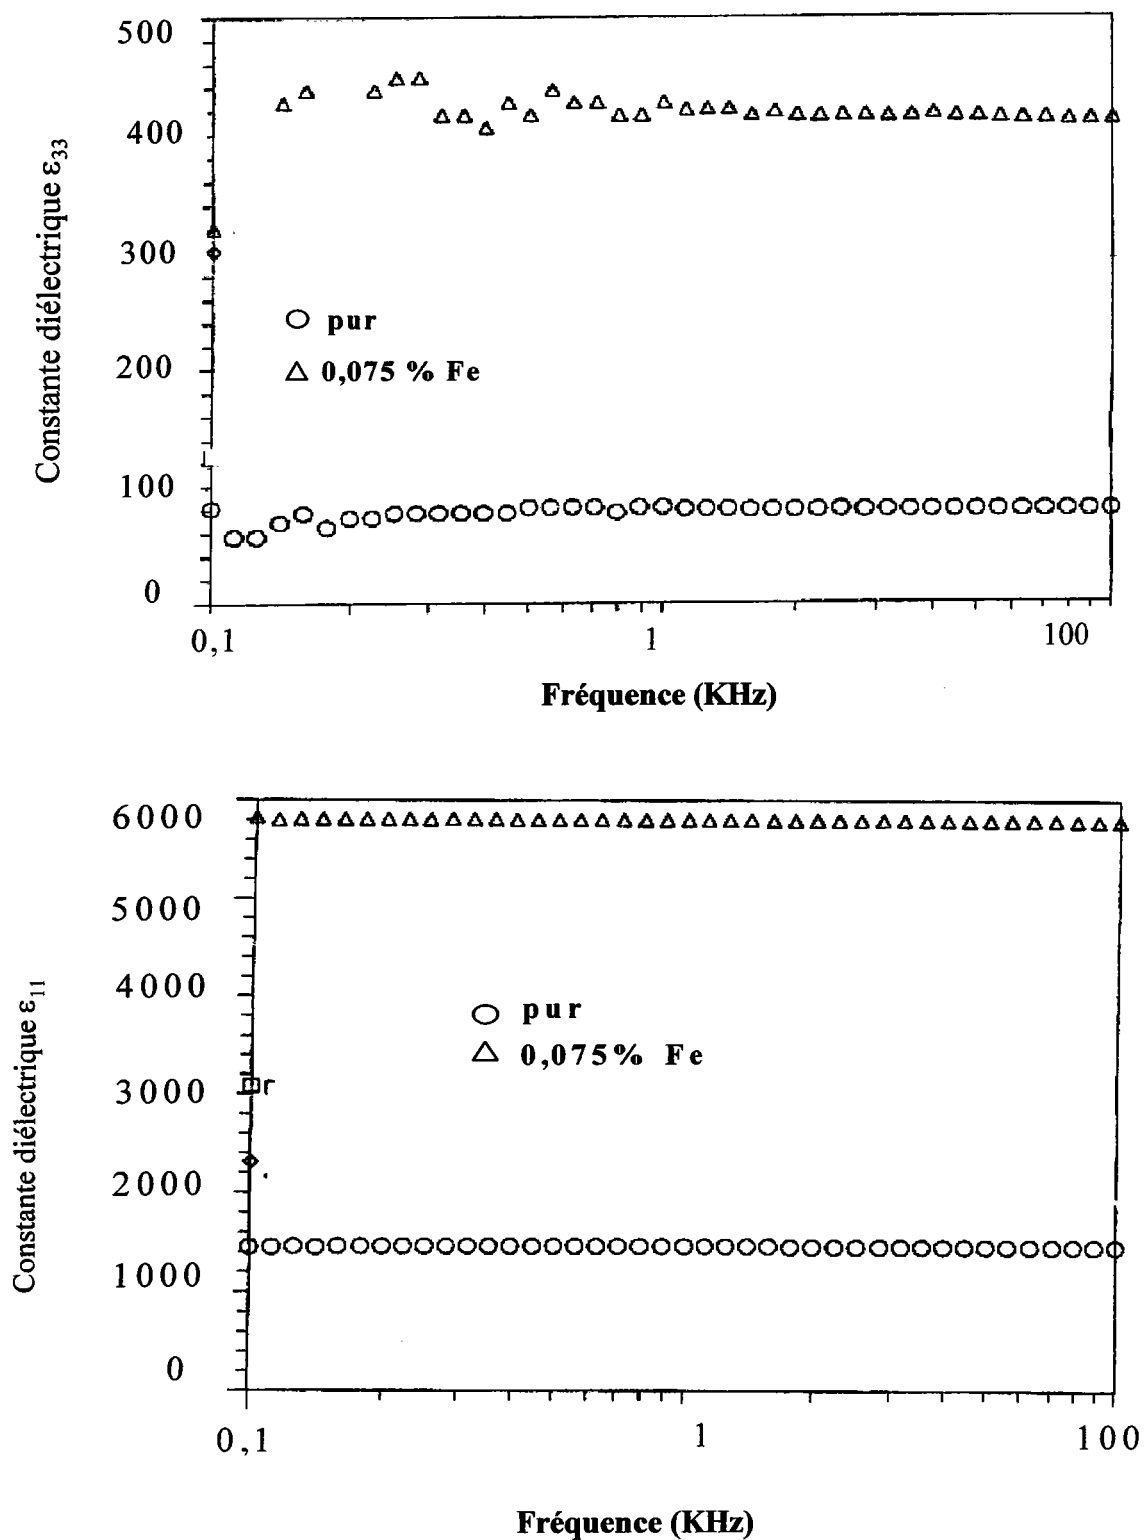 500
400
300
200
100
0
Constante diélectrique ε33
pur
0,075 % Fe
0,1
1
100
Fréquence (KHz)
6000
5000
4000
3000
2000
1000
0
Constante diélectrique ε11
pur
0,075% Fe
r
0,1
1
100
Fréquence (KHz)